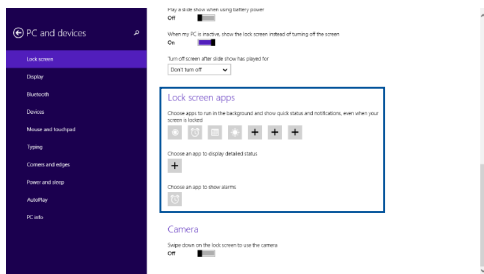 Play a slide show when using battery power
Off
PC and devices
When my PC is inactive, show the lock screen instead of turning off the screen
On
Lock screen
Turn off screen after slide show has played for
Don't turn off
Display
Bluetooth
Lock screen apps
Devices
Choose apps to run in the background and show quick status and notifications, even when your
screen is locked
Mouse and touchpad
Typing
Choose an app to display detailed status
Corners and edges
Power and sleep
Choose an app to show alarms
AutoPlay
PC info
Camera
Swipe down on the lock screen to use the camera
Off